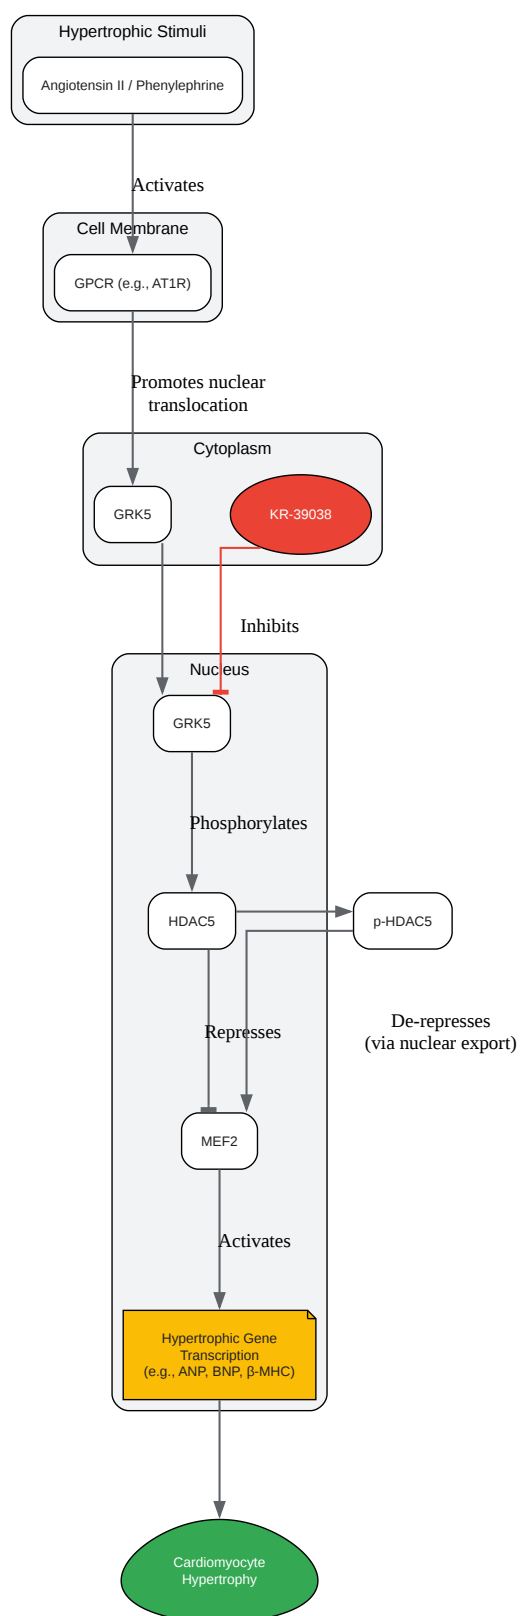 Hypertrophic Stimuli
Angiotensin II / Phenylephrine
Activates
Cell Membrane
GPCR (e.g., AT1R)
Promotes nuclear
translocation
Cytoplasm
GRK5
KR-39038
Inhibits
Nucleus
GRK5
Phosphorylates
HDAC5
p-HDAC5
De-represses
(via nuclear export)
Represses
MEF2
Activates
Hypertrophic Gene
Transcription
(e.g., ANP, BNP, β-MHC)
Cardiomyocyte
Hypertrophy